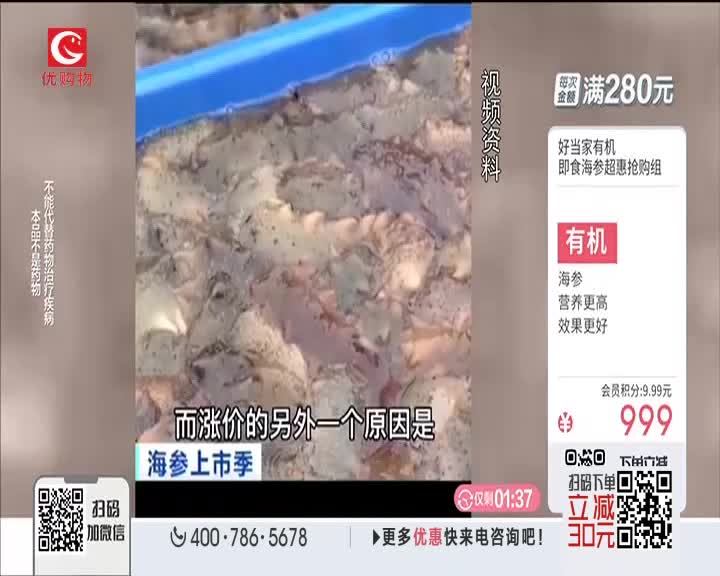 优购物
视频资料
每次
金额
满280元
好当家有机
即食海参超惠抢购组
有机
海参
营养更高
效果更好
会员积分:9.99元
999
不能代替药物治疗疾病
本品不是药物
而涨价的另外一个原因是
海参上市季
仅剩01:37
扫码
加微信
400·786·5678
更多优惠快来电咨询吧!
扫码下单
立减
30元